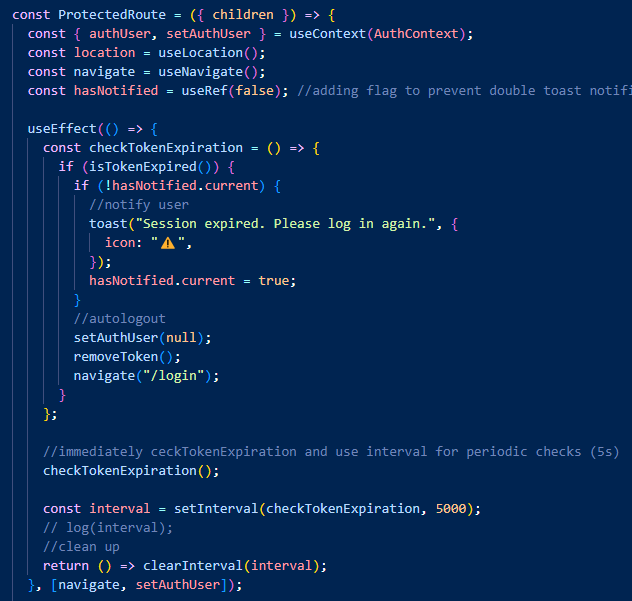 const ProtectedRoute = ({ children }) => {
const { authUser, setAuthUser } = useContext(AuthContext);
const location = useLocation();
const navigate = useNavigate();
const hasNotified = useRef(false); //adding flag to prevent double toast
useEffect(() => {
const checkTokenExpiration = () => {
if (isTokenExpired()) {
if (!hasNotified.current) {
//notify user
toast("Session expired. Please log in again.", {
icon: "⚠️",
});
hasNotified.current = true;
}
//autologout
setAuthUser(null);
removeToken();
navigate("/login");
}
};
//immediately ceckTokenExpiration and use interval for periodic checks (5s)
checkTokenExpiration();
const interval = setInterval(checkTokenExpiration, 5000);
// log(interval);
//clean up
return () => clearInterval(interval);
}, [navigate, setAuthUser]);